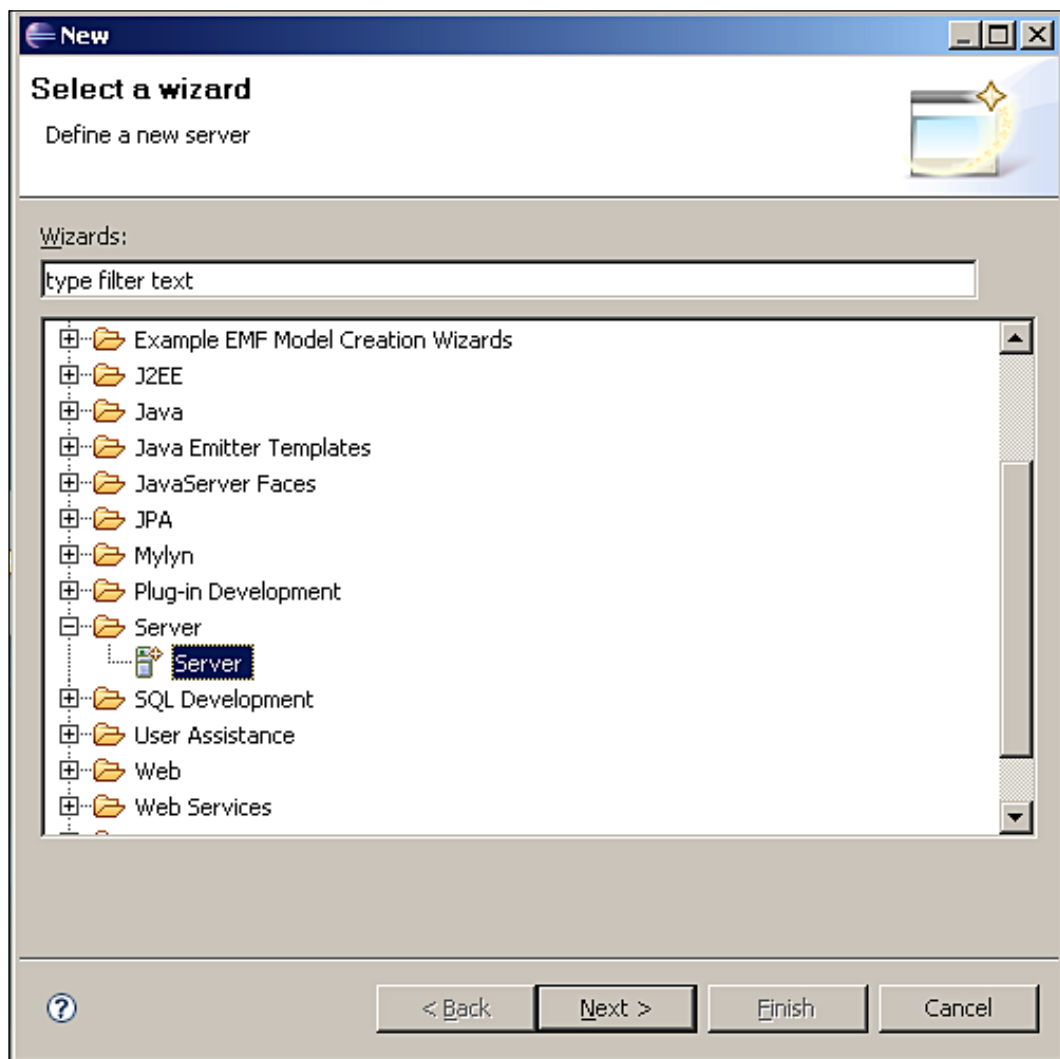 New
Select a wizard
Define a new server
Wizards:
type filter text
Example EMF Model Creation Wizards
J2EE
Java
Java Emitter Templates
JavaServer Faces
JPA
Mylyn
Plug-in Development
Server
Server
SQL Development
User Assistance
Web
Web Services
? < Back Next > Finish Cancel